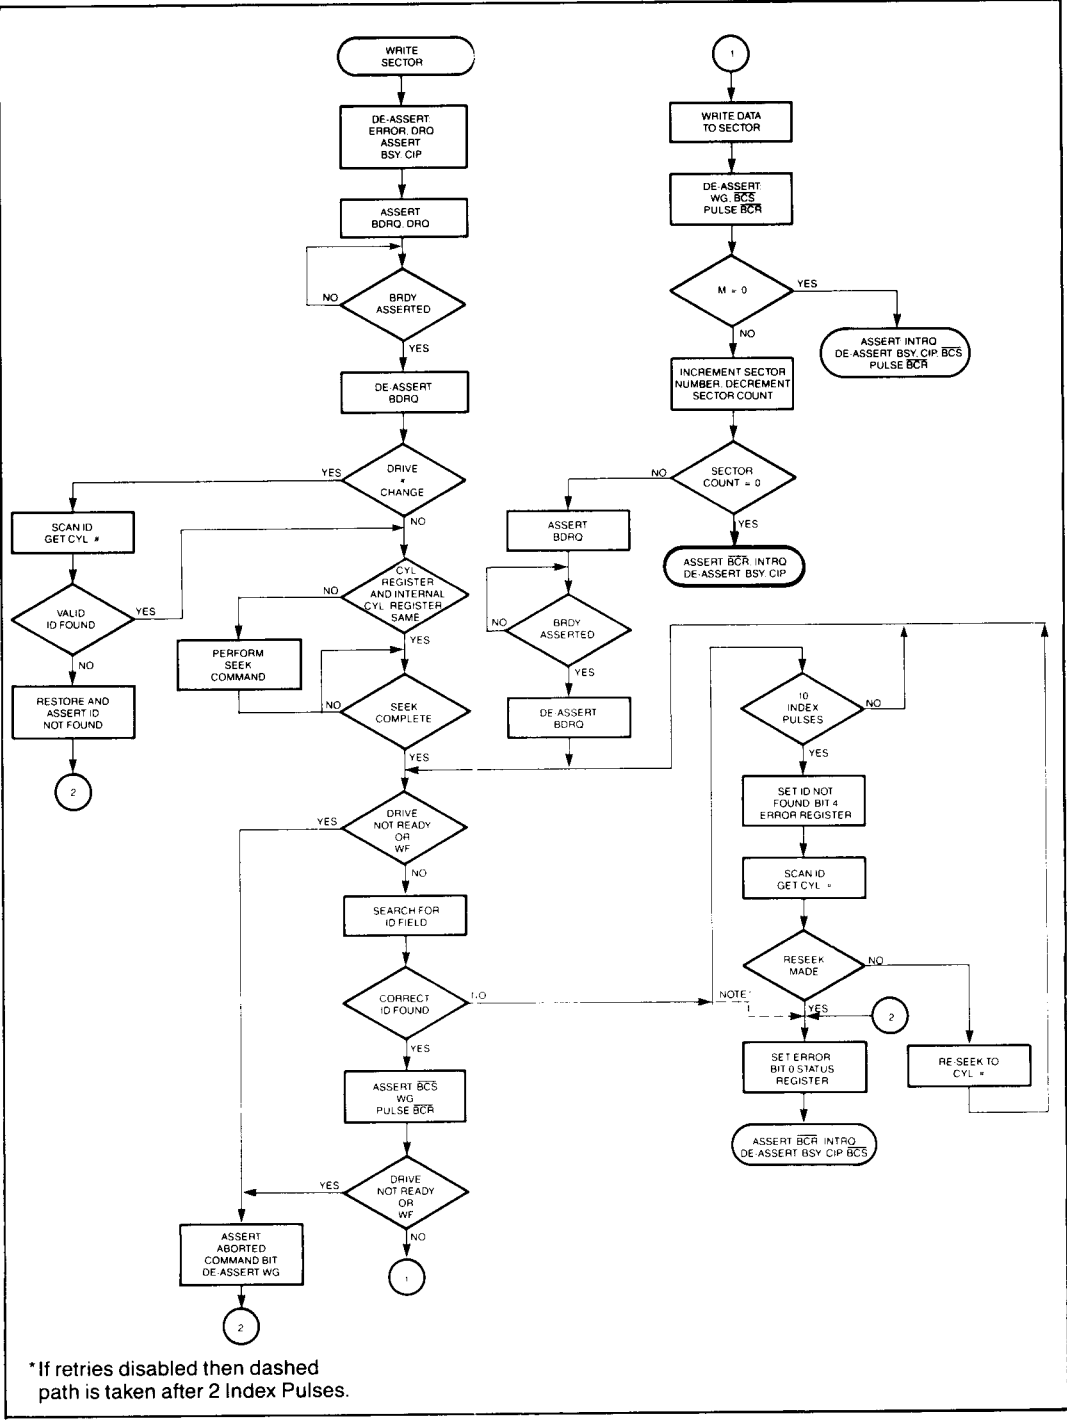 WRITE
SECTOR
DE-ASSERT
ERROR, DRQ
ASSERT
BSY, CIP
ASSERT
BDRQ, DRQ
BRDY
ASSERTED
NO
YES
DE-ASSERT
BDRQ
DRIVE
#
CHANGE
YES
NO
SCAN ID
GET CYL #
VALID
ID FOUND
YES
NO
RESTORE AND
ASSERT ID
NOT FOUND
2
CYL
REGISTER
AND INTERNAL
CYL REGISTER
SAME
NO
YES
PERFORM
SEEK
COMMAND
SEEK
COMPLETE
NO
YES
DRIVE
NOT READY
OR
WF
YES
NO
SEARCH FOR
ID FIELD
CORRECT
ID FOUND
NO
YES
ASSERT BCS
WG
PULSE BCR
DRIVE
NOT READY
OR
WF
YES
NO
1
ASSERT
ABORTED
COMMAND BIT
DE-ASSERT WG
2
1
WRITE DATA
TO SECTOR
DE-ASSERT
WG, BCS
PULSE BCR
M = 0
YES
NO
ASSERT INTRQ
DE-ASSERT BSY, CIP, BCS
PULSE BCR
INCREMENT SECTOR
NUMBER, DECREMENT
SECTOR COUNT
SECTOR
COUNT = 0
NO
YES
ASSERT BCR INTRQ
DE-ASSERT BSY, CIP
ASSERT
BDRQ
BRDY
ASSERTED
NO
YES
DE-ASSERT
BDRQ
10
INDEX
PULSES
NO
YES
SET ID NOT
FOUND BIT 4
ERROR REGISTER
SCAN ID
GET CYL #
RESEEK
MADE
NO
YES
NOTE*
2
SET ERROR
BIT 0 STATUS
REGISTER
RE-SEEK TO
CYL #
ASSERT BCR INTRQ
DE-ASSERT BSY CIP BCS
*If retries disabled then dashed
path is taken after 2 Index Pulses.